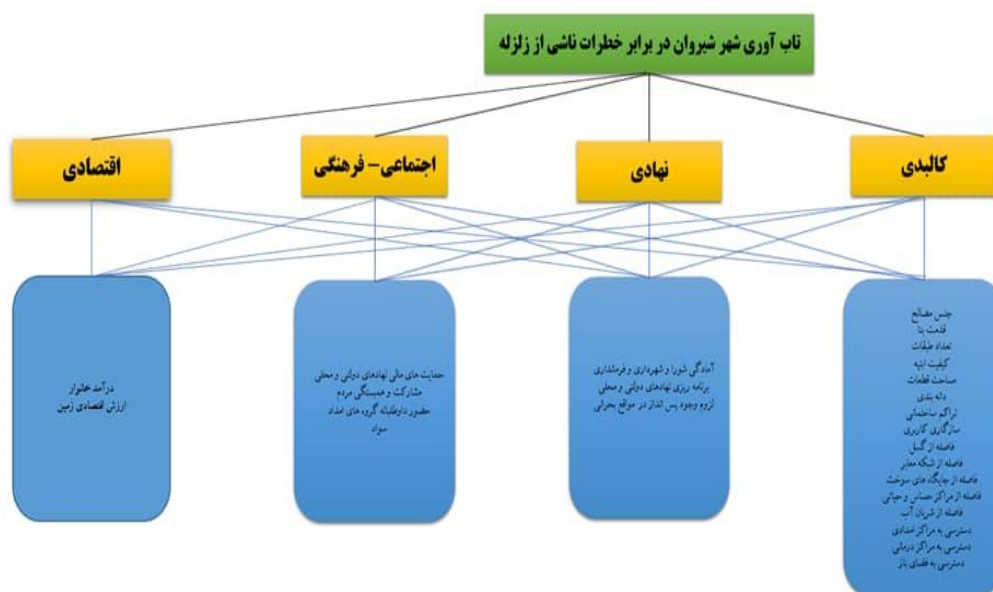 تاب آوری شهر شیروان در برابر خطرات ناشی از زلزله
کالبدی
نهادی
اجتماعی- فرهنگی
اقتصادی
جنس مصالح
قدمت بنا
تعداد طبقات
کیفیت ابنیه
مساحت قطعات
دانه بندی
تراکم ساختمانی
سازگاری کاربری
فاصله از گسل
فاصله از شبکه معابر
فاصله از جایگاه های سوخت
فاصله از مراکز حساس و حیاتی
فاصله از شریان آب
دسترسی به مراکز امدادی
دسترسی به مراکز درمانی
دسترسی به فضای باز
آمادگی شورا و شهرداری و فرمانداری
برنامه ریزی نهادهای دولتی و محلی
لزوم وجود پس انداز در مواقع بحرانی
حمایت های مالی نهادهای دولتی و محلی
مشارکت و همبستگی مردم
حضور داوطلبانه گروه های امداد
سواد
درآمد خانوار
ارزش اقتصادی زمین